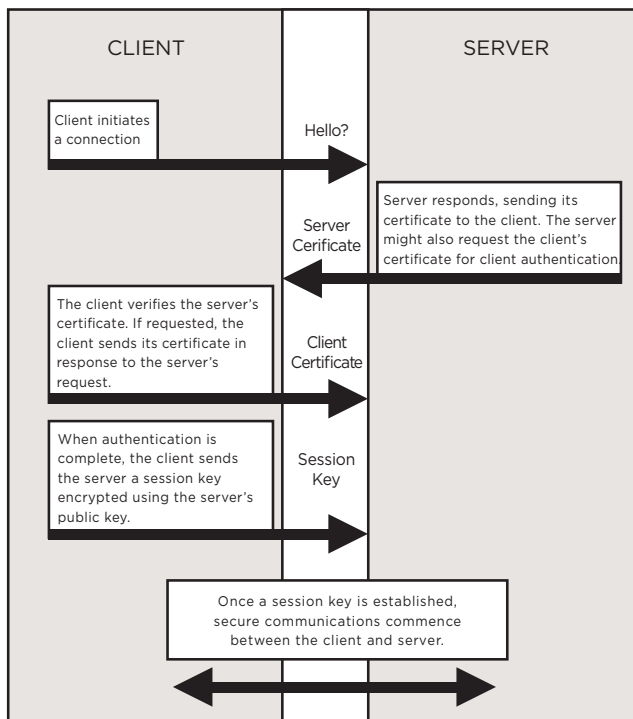 CLIENT
SERVER
Client initiates
a connection
Hello?
Server responds, sending its
certificate to the client. The server
might also request the client’s
certificate for client authentication.
Server
Cerificate
The client verifies the server’s
certificate. If requested, the
client sends its certificate in
response to the server’s
request.
Client
Certificate
When authentication is
complete, the client sends
the server a session key
encrypted using the server’s
public key.
Session
Key
Once a session key is established,
secure communications commence
between the client and server.